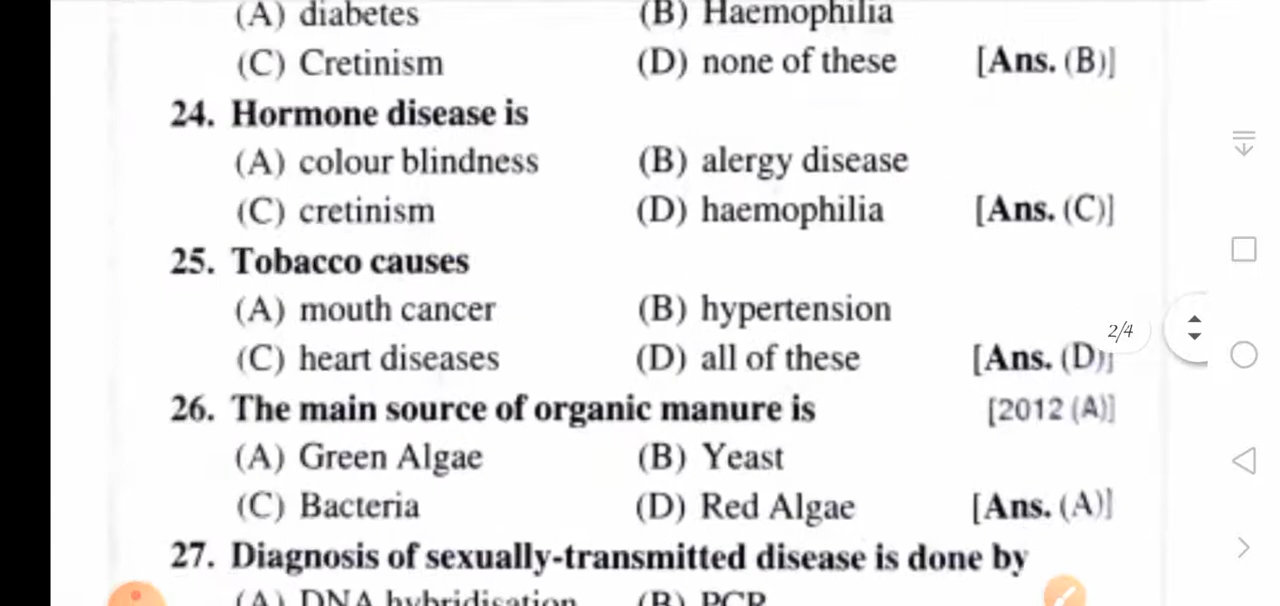 (A) diabetes (B) Haemophilia
(C) Cretinism (D) none of these [Ans. (B)]
24. Hormone disease is
(A) colour blindness (B) alergy disease
(C) cretinism (D) haemophilia [Ans. (C)]
25. Tobacco causes
(A) mouth cancer (B) hypertension
2/4
(C) heart diseases (D) all of these [Ans. (D)]
26. The main source of organic manure is [2012 (A)]
(A) Green Algae (B) Yeast
(C) Bacteria (D) Red Algae [Ans. (A)]
27. Diagnosis of sexually-transmitted disease is done by
(A) DNA hybridisation (B) PCR